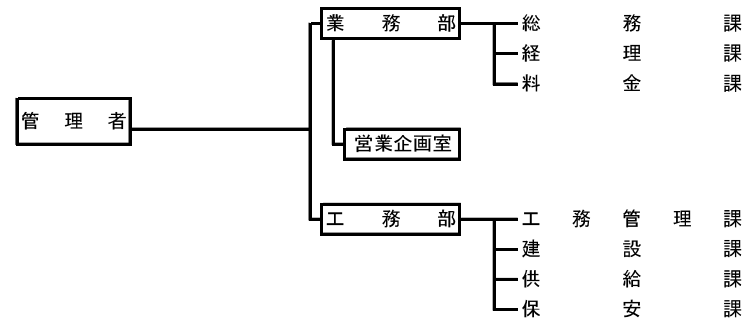 管理者
業務部
総務課
経理課
料金課
営業企画室
工務部
工務管理課
建設課
供給課
保安課